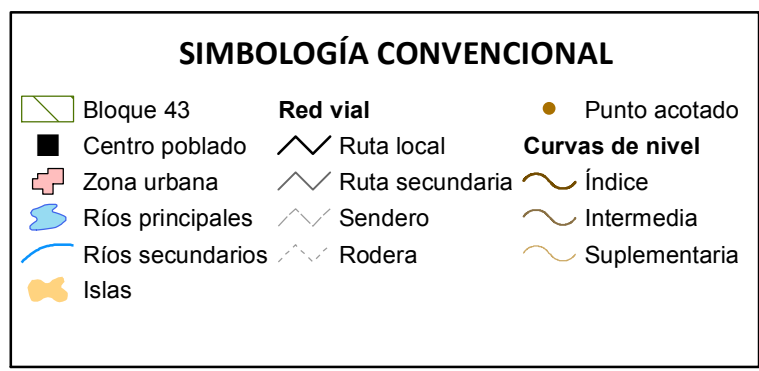 SIMBOLOGÍA CONVENCIONAL
Bloque 43
Centro poblado
Zona urbana
Ríos principales
Ríos secundarios
Islas
Red vial
Ruta local
Ruta secundaria
Sendero
Rodera
Punto acotado
Curvas de nivel
Índice
Intermedia
Suplementaria